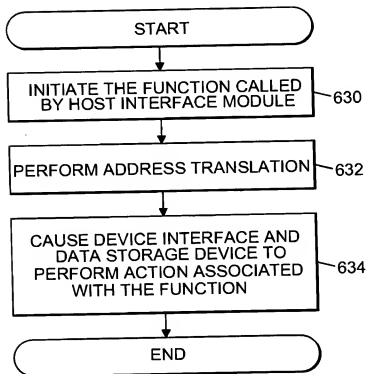 START
INITIATE THE FUNCTION CALLED
BY HOST INTERFACE MODULE
630
PERFORM ADDRESS TRANSLATION
632
CAUSE DEVICE INTERFACE AND
DATA STORAGE DEVICE TO
PERFORM ACTION ASSOCIATED
WITH THE FUNCTION
634
END